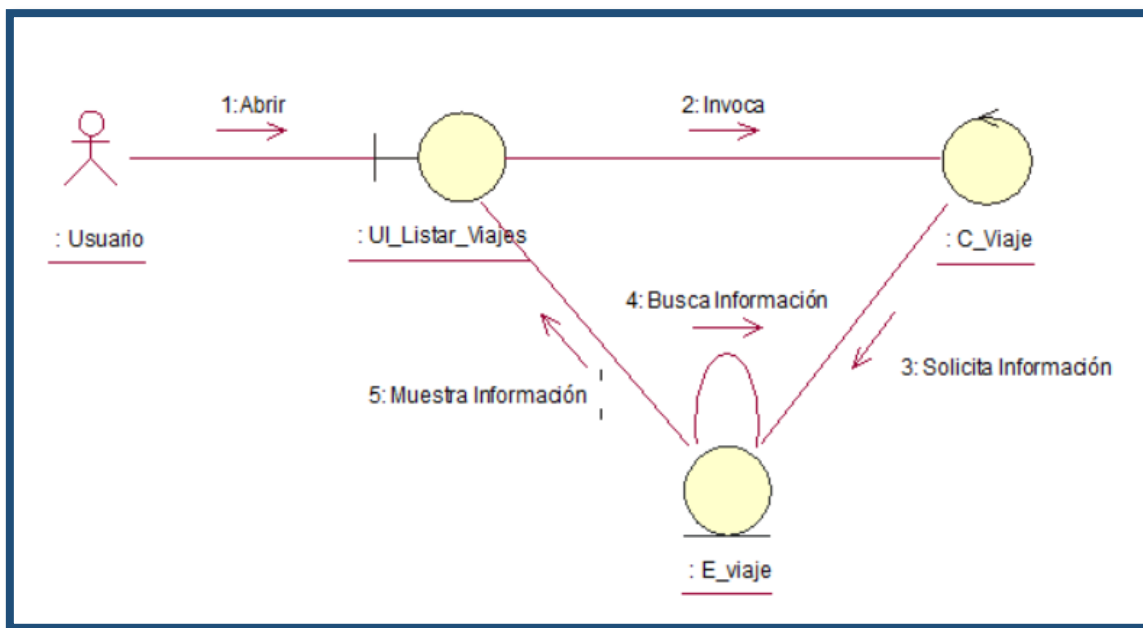 1: Abrir
2: Invoca
: Usuario
: UI_Listar_Viajes
: C_Viaje
4: Busca Información
3: Solicita Información
5: Muestra Información
: E_viaje